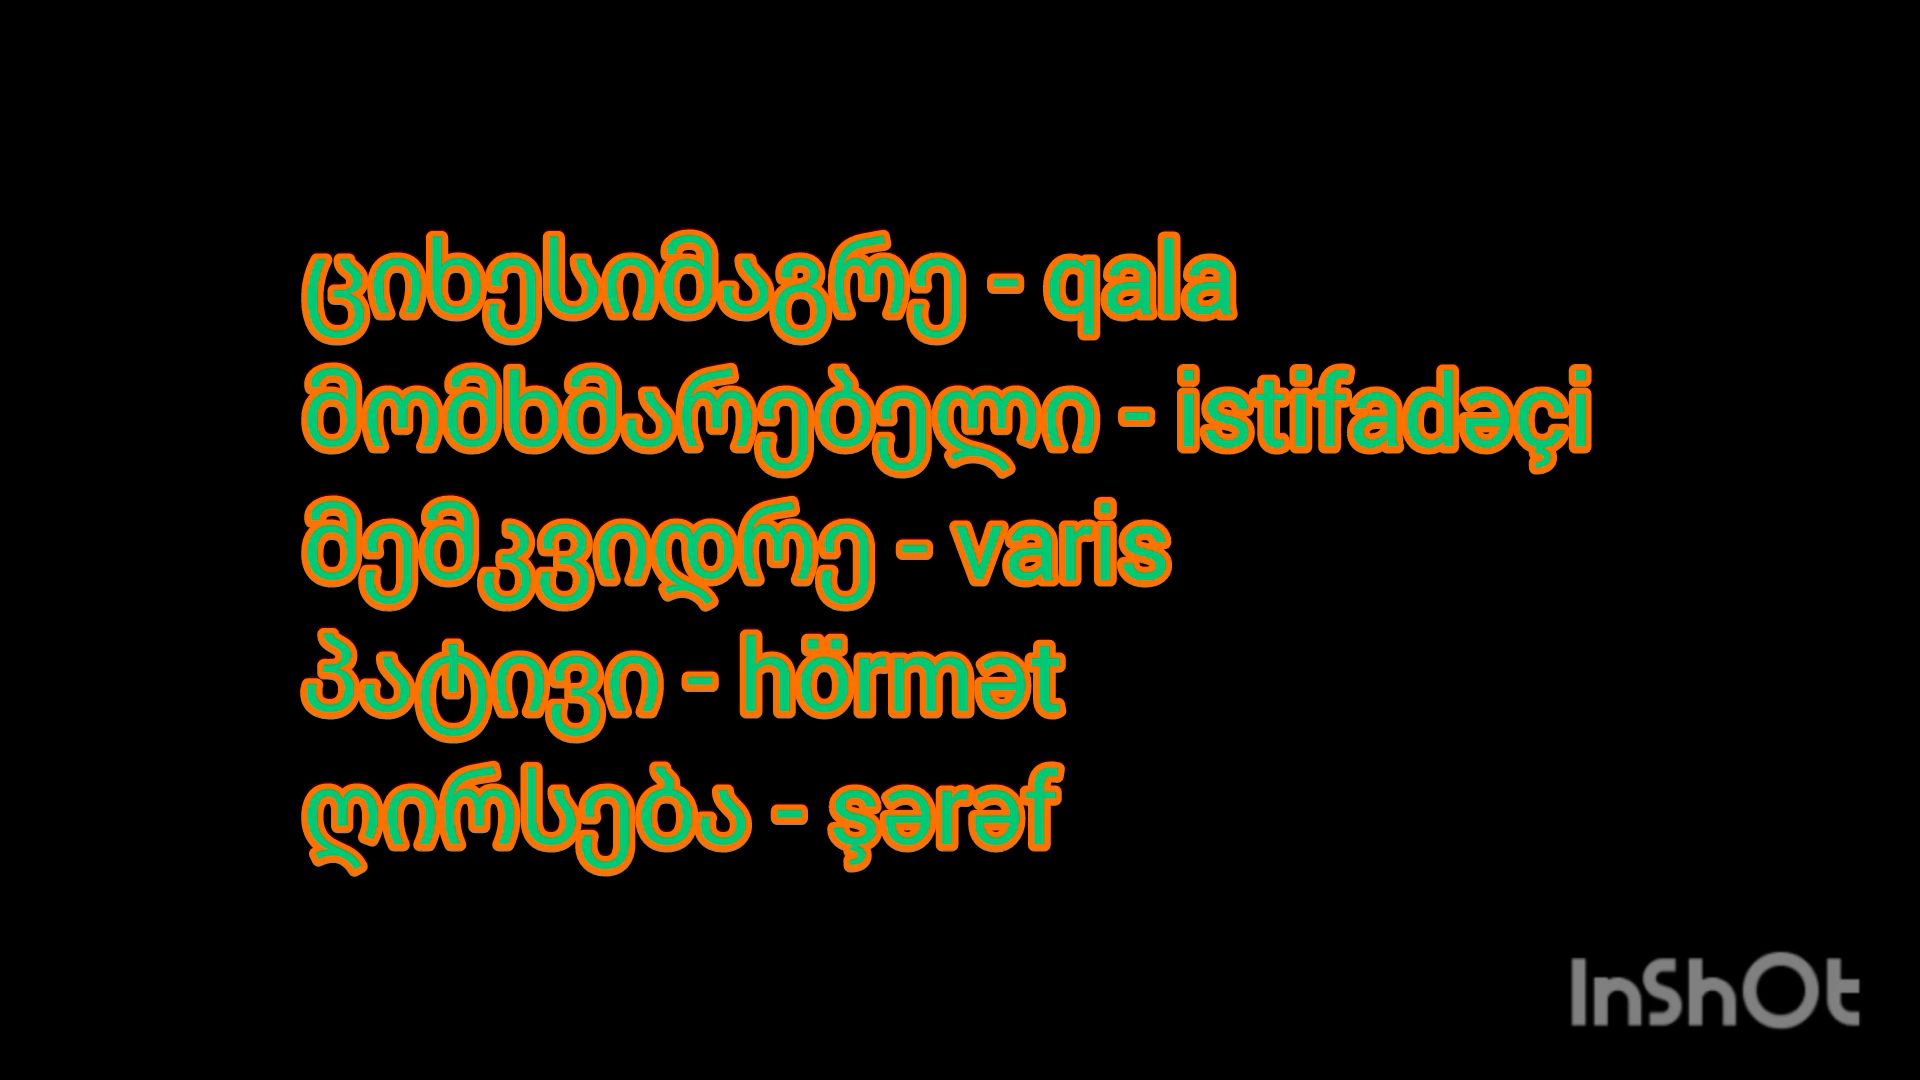 ციხესიმაგრე - qala
მომხმარებელი - istifadəçi
მემკვიდრე - varis
პატივი - hörmət
ღირსება - şərəf
InShOt